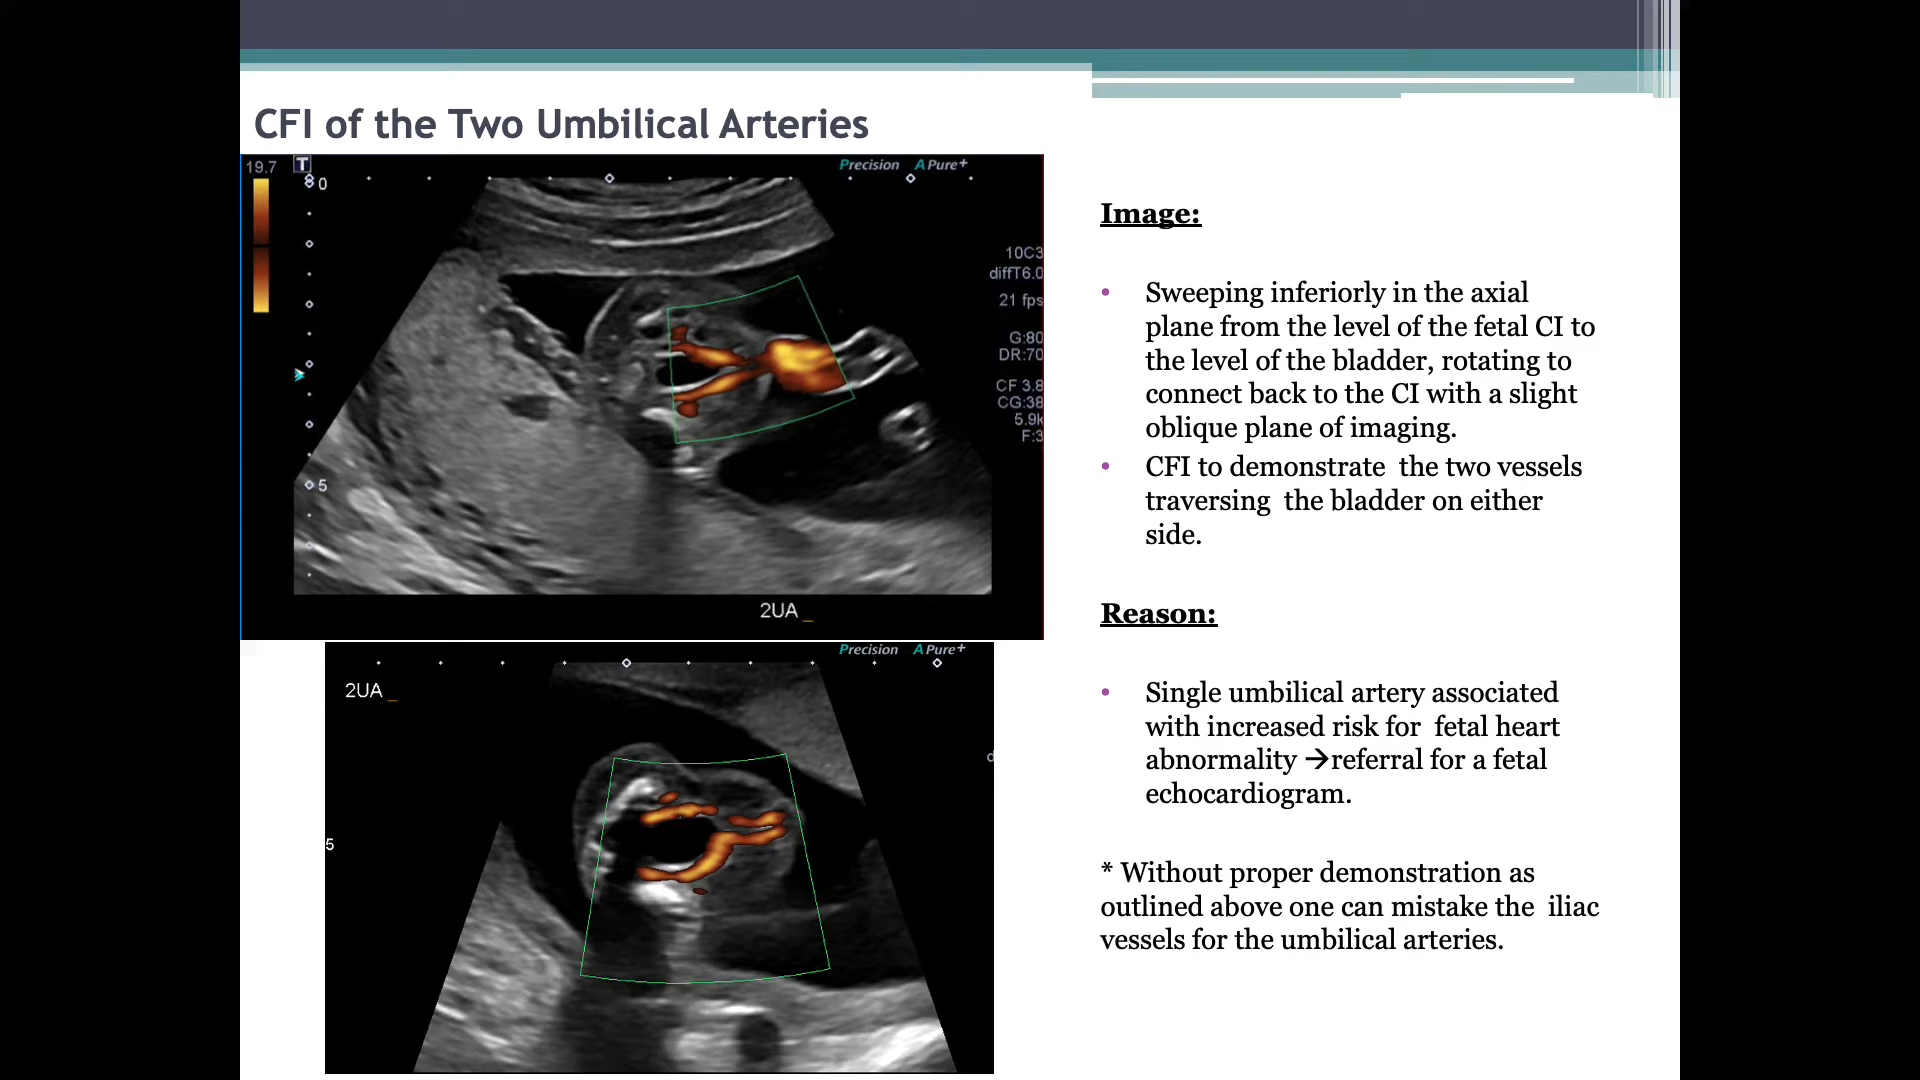 CFI of the Two Umbilical Arteries
19.7
T
Precision APure+
0
10C3
diffT6.0
21 fps
G:80
DR:70
CF 3.8
CG:38
5.9k
F:3
5
2UA _
Precision APure+
2UA _
d
5
Image:
• Sweeping inferiorly in the axial
plane from the level of the fetal CI to
the level of the bladder, rotating to
connect back to the CI with a slight
oblique plane of imaging.
• CFI to demonstrate the two vessels
traversing the bladder on either
side.
Reason:
• Single umbilical artery associated
with increased risk for fetal heart
abnormality →referral for a fetal
echocardiogram.
* Without proper demonstration as
outlined above one can mistake the iliac
vessels for the umbilical arteries.